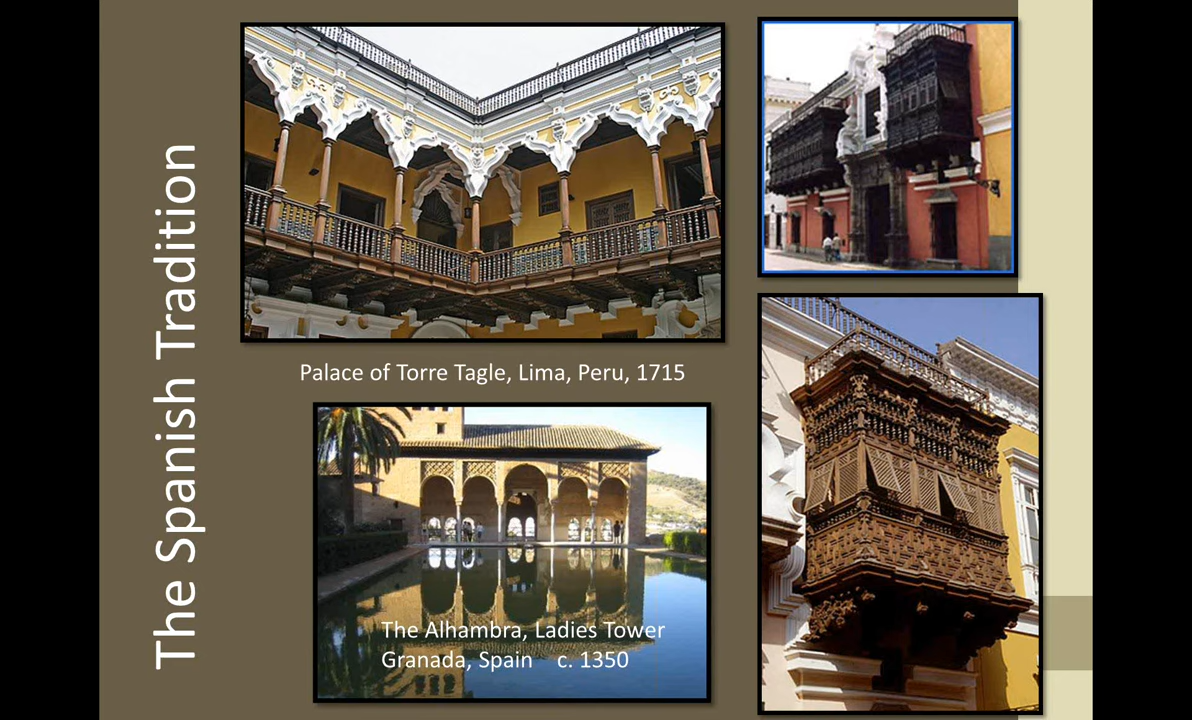 The Spanish Tradition
Palace of Torre Tagle, Lima, Peru, 1715
The Alhambra, Ladies Tower
Granada, Spain c. 1350